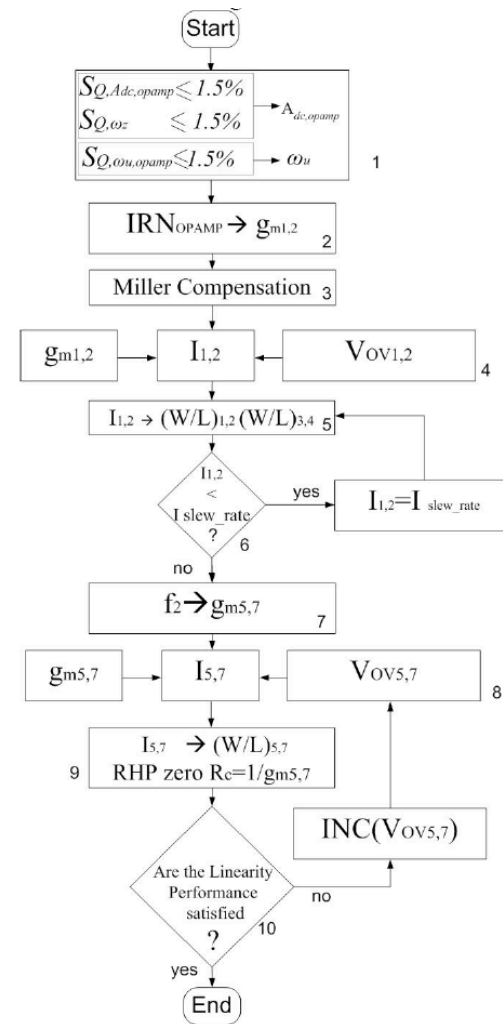 Start
S_{Q,Adc,opamp} ⩽ 1.5%
→ A_{dc,opamp}
S_{Q,ωz} ⩽ 1.5%
S_{Q,ωu,opamp} ⩽ 1.5% → ωu
1
IRN_{OPAMP} → g_{m1,2}
2
Miller Compensation 3
g_{m1,2}
I_{1,2}
V_{OV1,2}
4
I_{1,2} → (W/L)_{1,2} (W/L)_{3,4} 5
I_{1,2}
<
I slew_rate
?
6
yes
I_{1,2}=I_{slew_rate}
no
f_2 → g_{m5,7}
7
g_{m5,7}
I_{5,7}
V_{OV5,7}
8
I_{5,7} → (W/L)_{5,7}
9 RHP zero Rc=1/g_{m5,7}
INC(V_{OV5,7})
Are the Linearity
Performance
satisfied
?
10
no
yes
End